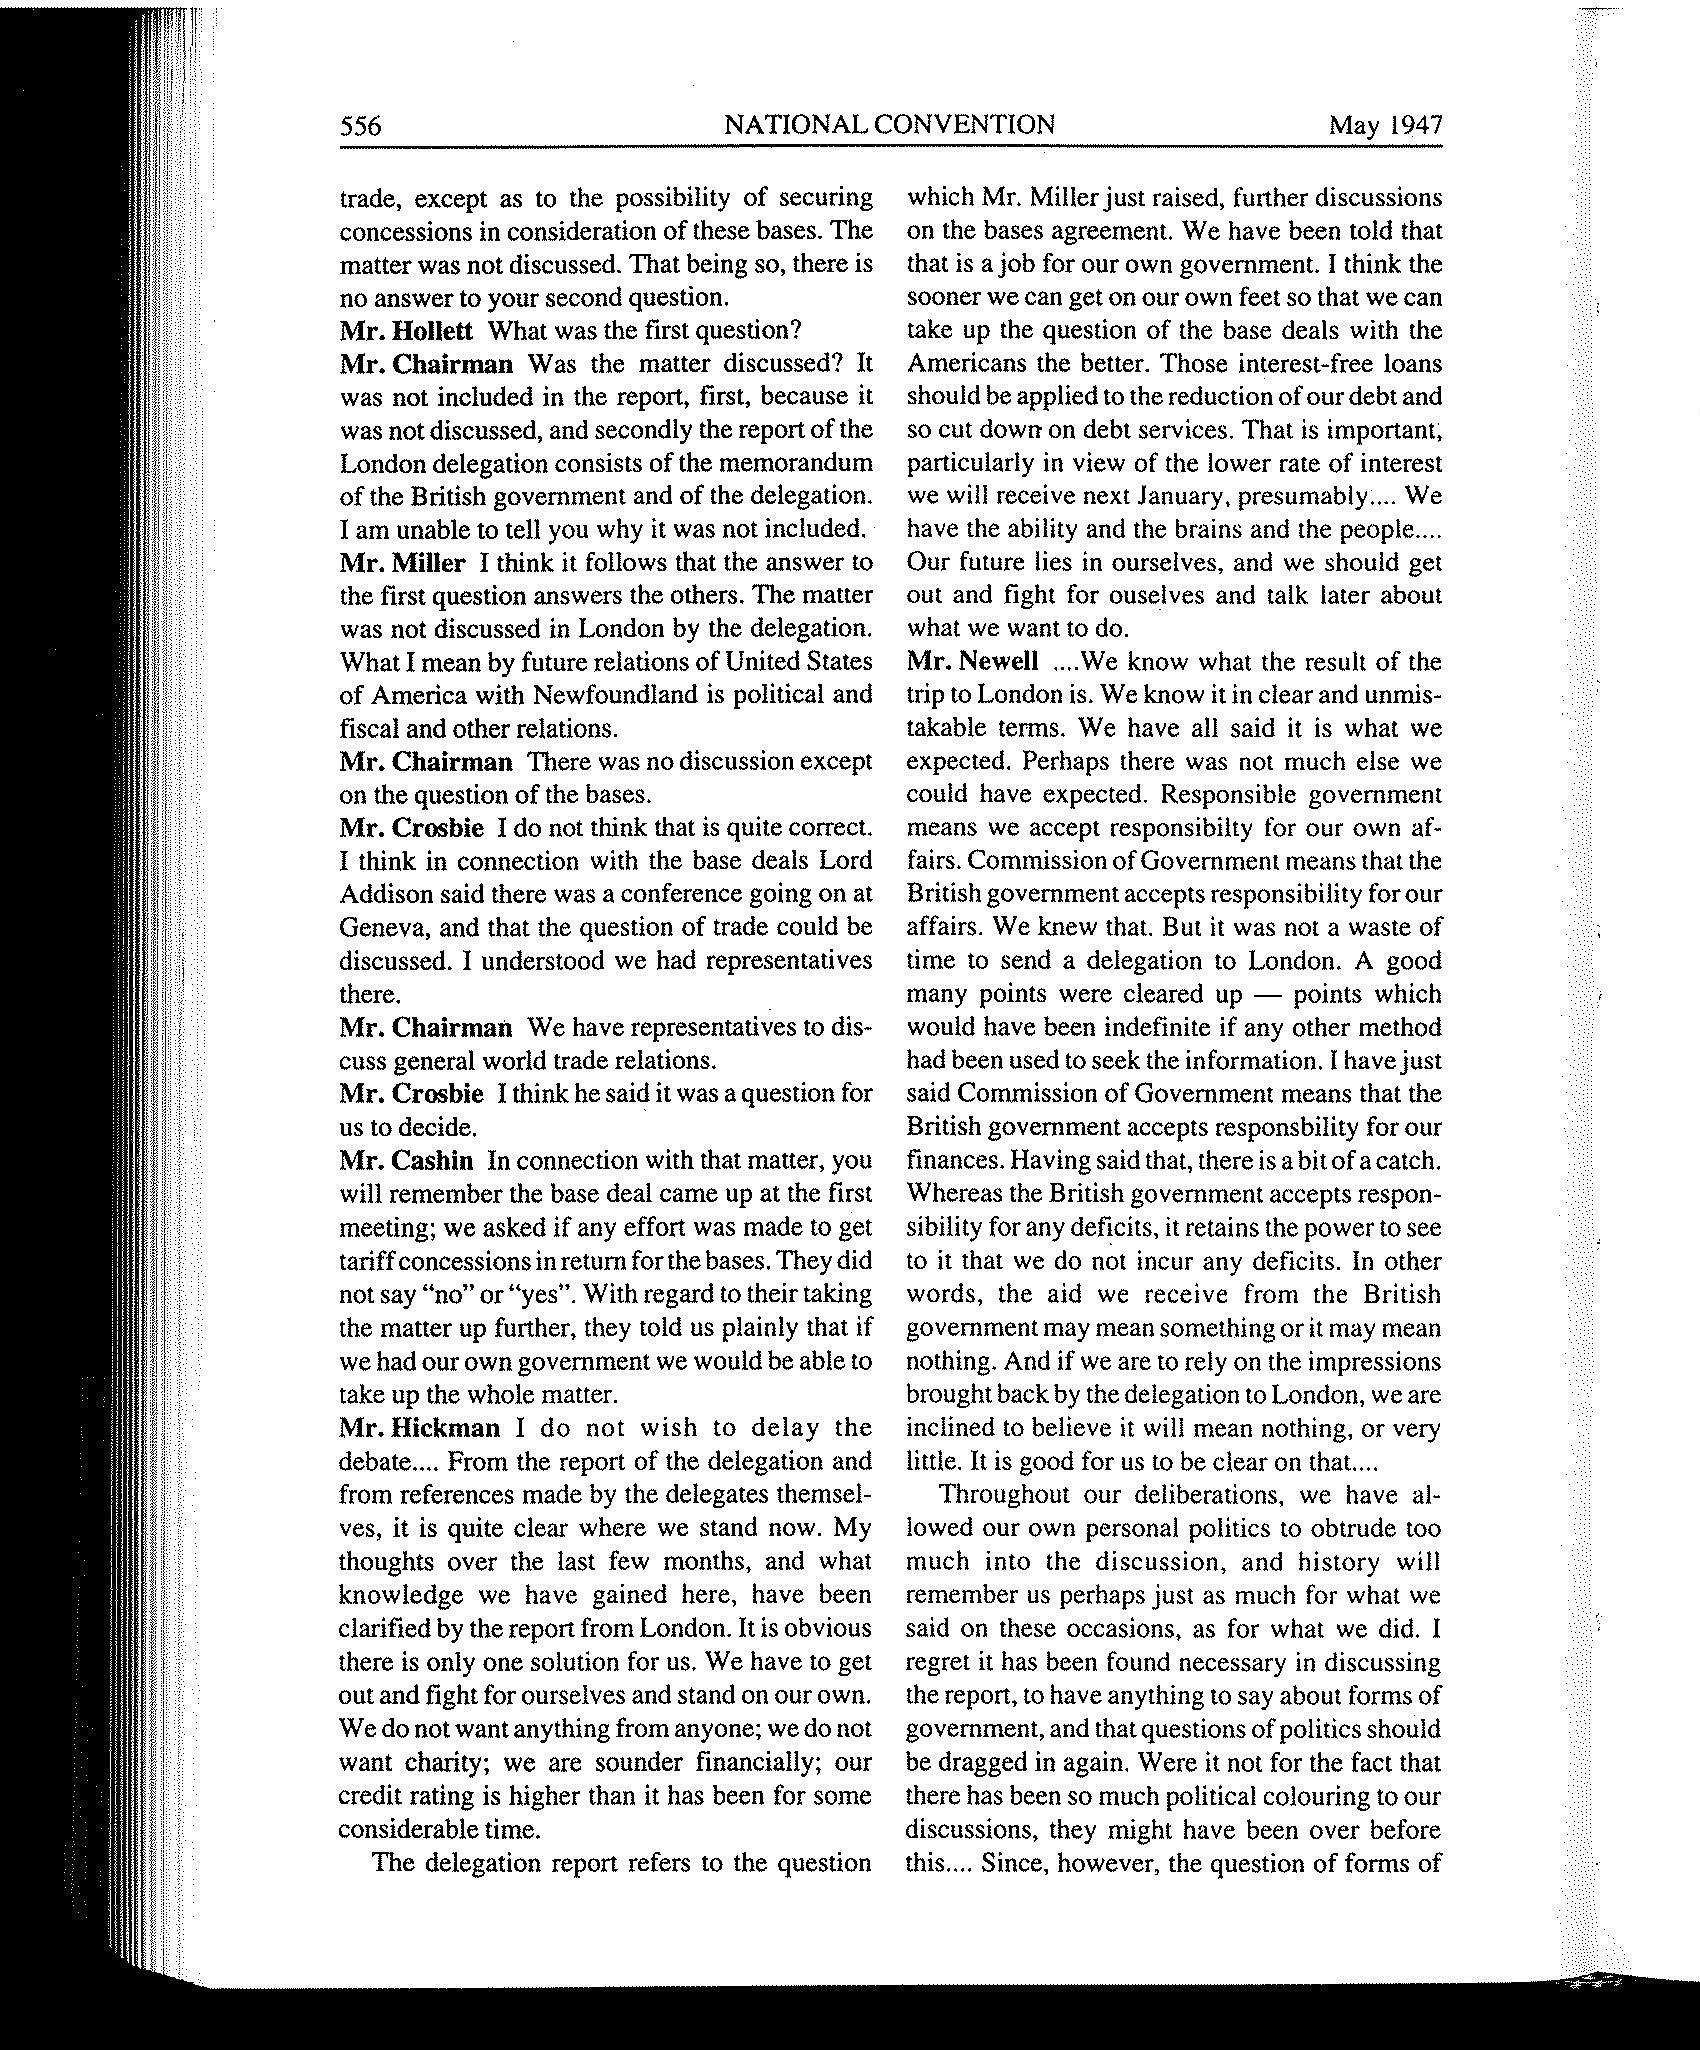 556 NATIONAL CONVENTION May 1947
trade, except as to the possibility of securing
concessions in consideration of these bases. The
matter was not discussed. That being so, there is
no answer to your second question.
Mr. Hollett What was the first question?
Mr. Chairman Was the matter discussed? It
was not included in the report, first, because it
was not discussed, and secondly the report of the
London delegation consists of the memorandum
of the British government and of the delegation.
I am unable to tell you why it was not included.
Mr. Miller I think it follows that the answer to
the first question answers the others. The matter
was not discussed in London by the delegation.
What I mean by future relations of United States
of America with Newfoundland is political and
fiscal and other relations.
Mr. Chairman There was no discussion except
on the question of the bases.
Mr. Crosbie I do not think that is quite correct.
I think in connection with the base deals Lord
Addison said there was a conference going on at
Geneva, and that the question of trade could be
discussed. I understood we had representatives
there.
Mr. Chairman We have representatives to dis-
cuss general world trade relations.
Mr. Crosbie I think he said it was a question for
us to decide.
Mr. Cashin In connection with that matter, you
will remember the base deal came up at the first
meeting; we asked if any effort was made to get
tariff concessions in return for the bases. They did
not say "no" or "yes". With regard to their taking
the matter up further, they told us plainly that if
we had our own government we would be able to
take up the whole matter.
Mr. Hickman I do not wish to delay the
debate.... From the report of the delegation and
from references made by the delegates themsel-
ves, it is quite clear where we stand now. My
thoughts over the last few months, and what
knowledge we have gained here, have been
clarified by the report from London. It is obvious
there is only one solution for us. We have to get
out and fight for ourselves and stand on our own.
We do not want anything from anyone; we do not
want charity; we are sounder financially; our
credit rating is higher than it has been for some
considerable time.
The delegation report refers to the question
which Mr. Miller just raised, further discussions
on the bases agreement. We have been told that
that is a job for our own government. I think the
sooner we can get on our own feet so that we can
take up the question of the base deals with the
Americans the better. Those interest-free loans
should be applied to the reduction of our debt and
so cut down on debt services. That is important,
particularly in view of the lower rate of interest
we will receive next January, presumably.... We
have the ability and the brains and the people....
Our future lies in ourselves, and we should get
out and fight for ouselves and talk later about
what we want to do.
Mr. Newell ....We know what the result of the
trip to London is. We know it in clear and unmis-
takable terms. We have all said it is what we
expected. Perhaps there was not much else we
could have expected. Responsible government
means we accept responsibilty for our own af-
fairs. Commission of Government means that the
British government accepts responsibility for our
affairs. We knew that. But it was not a waste of
time to send a delegation to London. A good
many points were cleared up — points which
would have been indefinite if any other method
had been used to seek the information. I have just
said Commission of Government means that the
British government accepts responsbility for our
finances. Having said that, there is a bit of a catch.
Whereas the British government accepts respon-
sibility for any deficits, it retains the power to see
to it that we do not incur any deficits. In other
words, the aid we receive from the British
government may mean something or it may mean
nothing. And if we are to rely on the impressions
brought back by the delegation to London, we are
inclined to believe it will mean nothing, or very
little. It is good for us to be clear on that....
Throughout our deliberations, we have al-
lowed our own personal politics to obtrude too
much into the discussion, and history will
remember us perhaps just as much for what we
said on these occasions, as for what we did. I
regret it has been found necessary in discussing
the report, to have anything to say about forms of
government, and that questions of politics should
be dragged in again. Were it not for the fact that
there has been so much political colouring to our
discussions, they might have been over before
this.... Since, however, the question of forms of